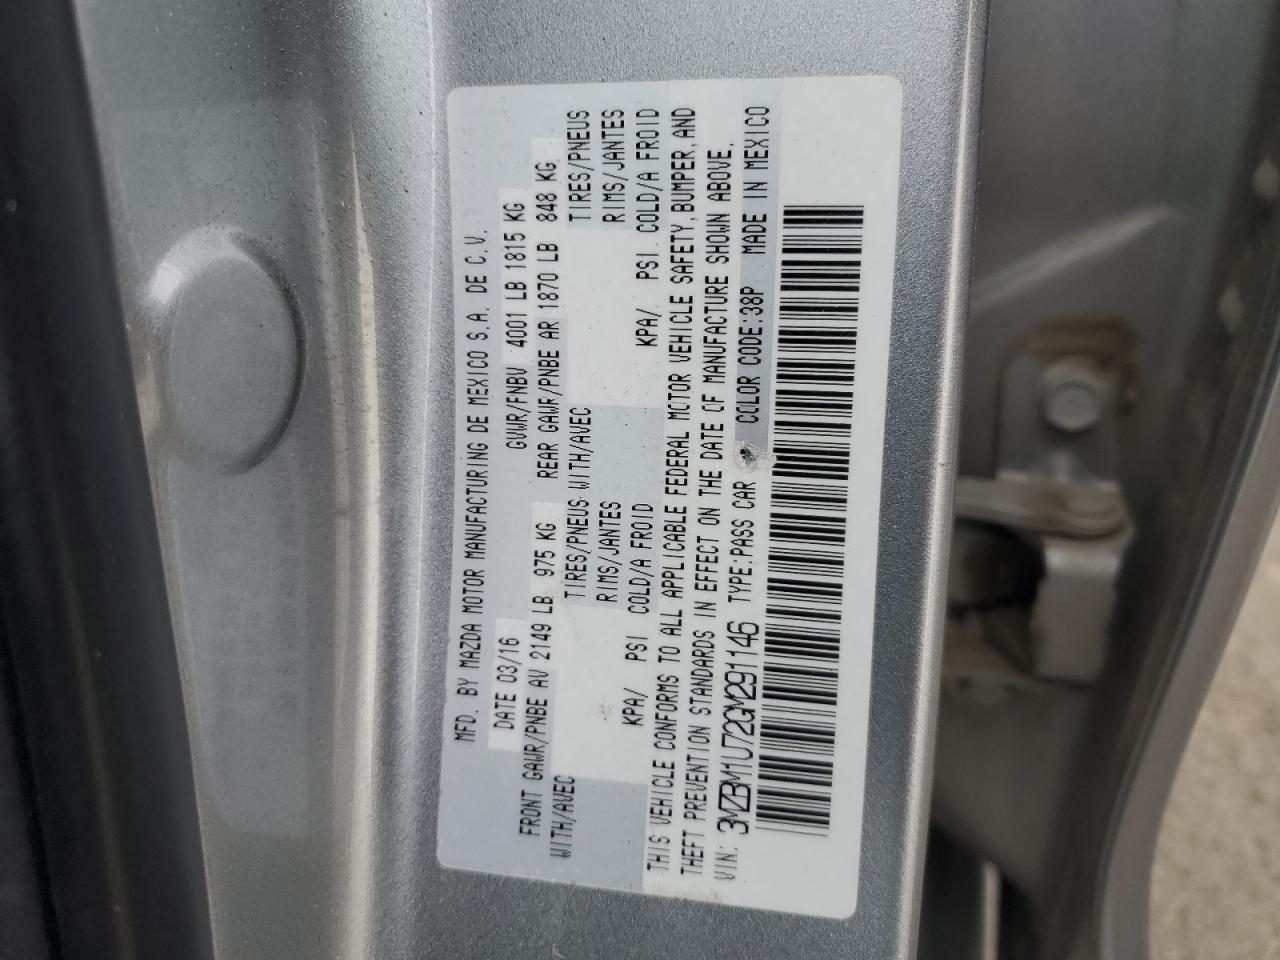 MFD. BY MAZDA MOTOR MANUFACTURING DE MEXICO S.A. DE C.V.
DATE 03/16 GVWR/PNBV 4001 LB 1815 KG
FRONT GAWR/PNBE AV 2149 LB 975 KG REAR GAWR/PNBE AR 1870 LB 848 KG
WITH/AVEC TIRES/PNEUS WITH/AVEC TIRES/PNEUS
RIMS/JANTES RIMS/JANTES
KPA/ PSI COLD/A FROID KPA/ PSI COLD/A FROID
THIS VEHICLE CONFORMS TO ALL APPLICABLE FEDERAL MOTOR VEHICLE SAFETY, BUMPER, AND
THEFT PREVENTION STANDARDS IN EFFECT ON THE DATE OF MANUFACTURE SHOWN ABOVE.
VIN: 3MZBM1U72GM291146 TYPE:PASS CAR COLOR CODE:38P MADE IN MEXICO